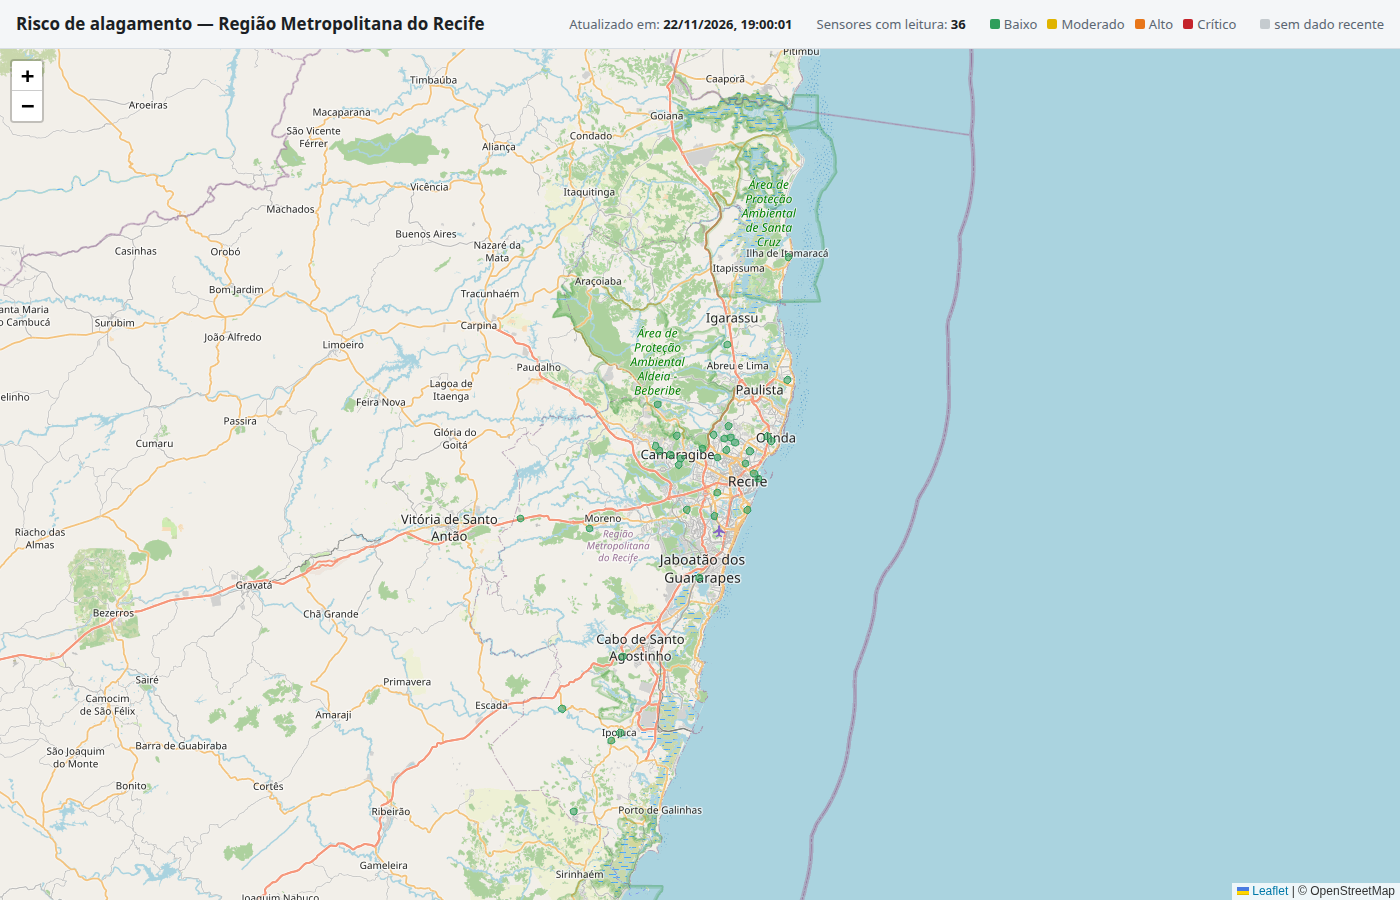 Risco de alagamento — Região Metropolitana do Recife
Atualizado em: 22/11/2026, 19:00:01
Sensores com leitura: 36
Baixo
Moderado
Alto
Crítico
sem dado recente
+
−
Pitimbu
Caaporã
Timbaúba
Aroeiras
Macaparana
Goiana
São Vicente
Férrer
Condado
Aliança
Vicência
Itaquitinga
Área de
Proteção
Ambiental
de Santa
Cruz
Machados
Buenos Aires
Casinhas
Orobó
Nazaré da
Mata
Ilha de Itamaracá
Itapissuma
Araçoiaba
Bom Jardim
Tracunhaém
anta Maria
o Cambucá
Surubim
Carpina
Igarassu
João Alfredo
Limoeiro
Área de
Proteção
Ambiental
Aldeia
Beberibe
Paudalho
Abreu e Lima
Lagoa de
Itaenga
Paulista
elinho
Feira Nova
Passira
Cumaru
Glória do
Goitá
Olinda
Camaragibe
Recife
Vitória de Santo
Antão
Moreno
Região
Metropolitana
do Recife
Riacho das
Almas
Jaboatão dos
Guararapes
Gravatá
Bezerros
Chã Grande
Cabo de Santo
Agostinho
Sairé
Primavera
Camocim
de São Félix
Escada
Amaraji
Ipojuca
São Joaquim
do Monte
Barra de Guabiraba
Bonito
Cortês
Ribeirão
Porto de Galinhas
Gameleira
Sirinhaém
Joaquim Nabuco
Leaflet | © OpenStreetMap